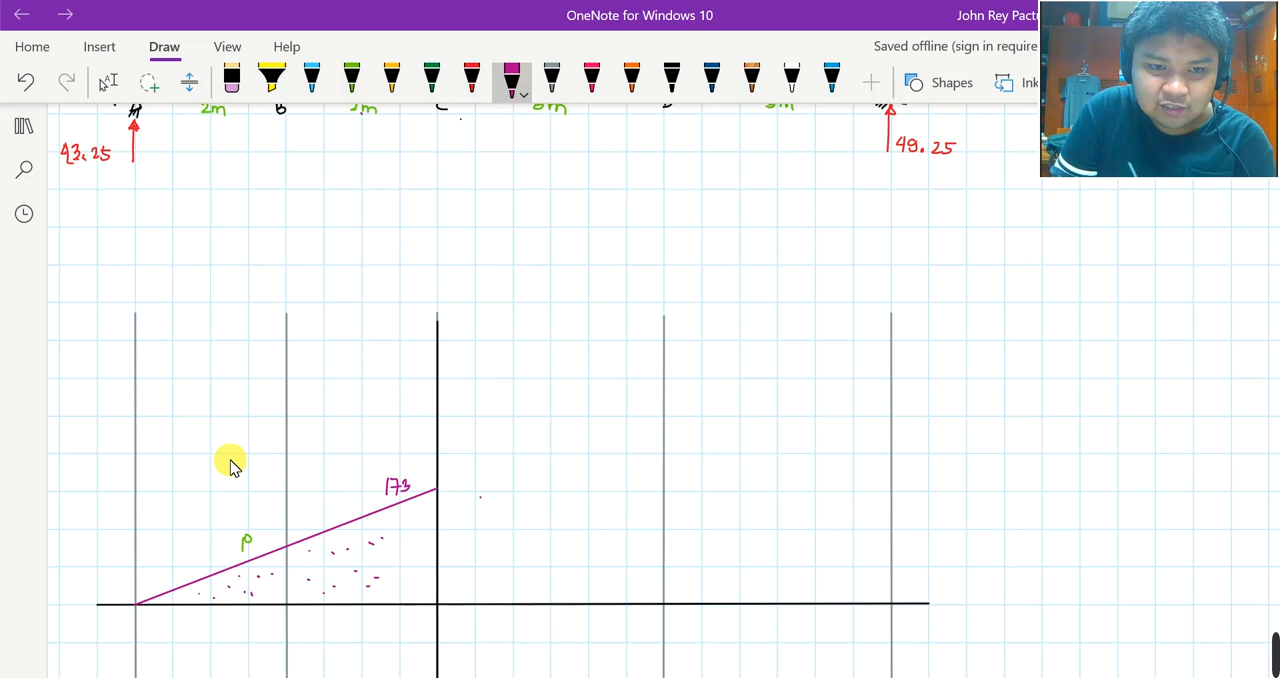 OneNote for Windows 10
John Rey Pactu
Home Insert Draw View Help
Saved offline (sign in require
Shapes
Ink
2m B 2m C 3m D 3m
43.25
49.25
173
P